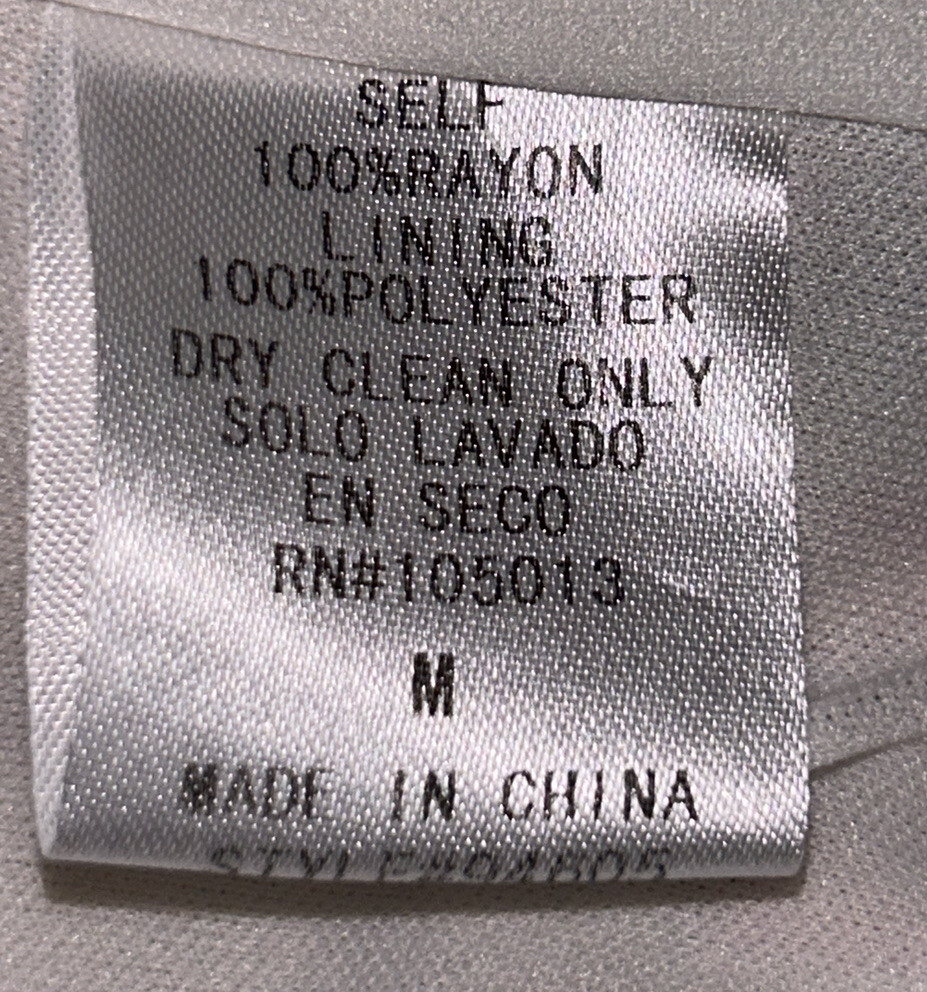 SELF
100%RAYON
LINING
100%POLYESTER
DRY CLEAN ONLY
SOLO LAVADO
EN SECO
RN#105013
M
MADE IN CHINA